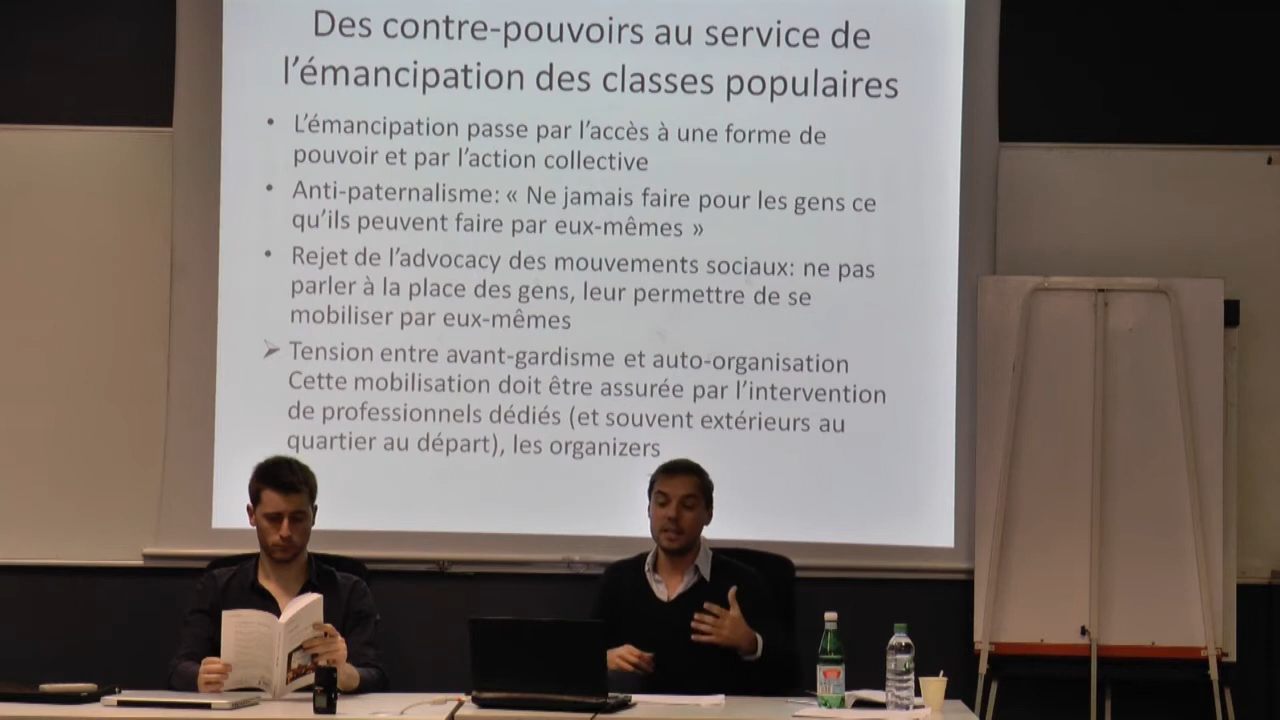 Des contre-pouvoirs au service de
l'émancipation des classes populaires
• L'émancipation passe par l'accès à une forme de
pouvoir et par l'action collective
• Anti-paternalisme: « Ne jamais faire pour les gens ce
qu'ils peuvent faire par eux-mêmes »
• Rejet de l'advocacy des mouvements sociaux: ne pas
parler à la place des gens, leur permettre de se
mobiliser par eux-mêmes
➢ Tension entre avant-gardisme et auto-organisation
Cette mobilisation doit être assurée par l'intervention
de professionnels dédiés (et souvent extérieurs au
quartier au départ), les organizers